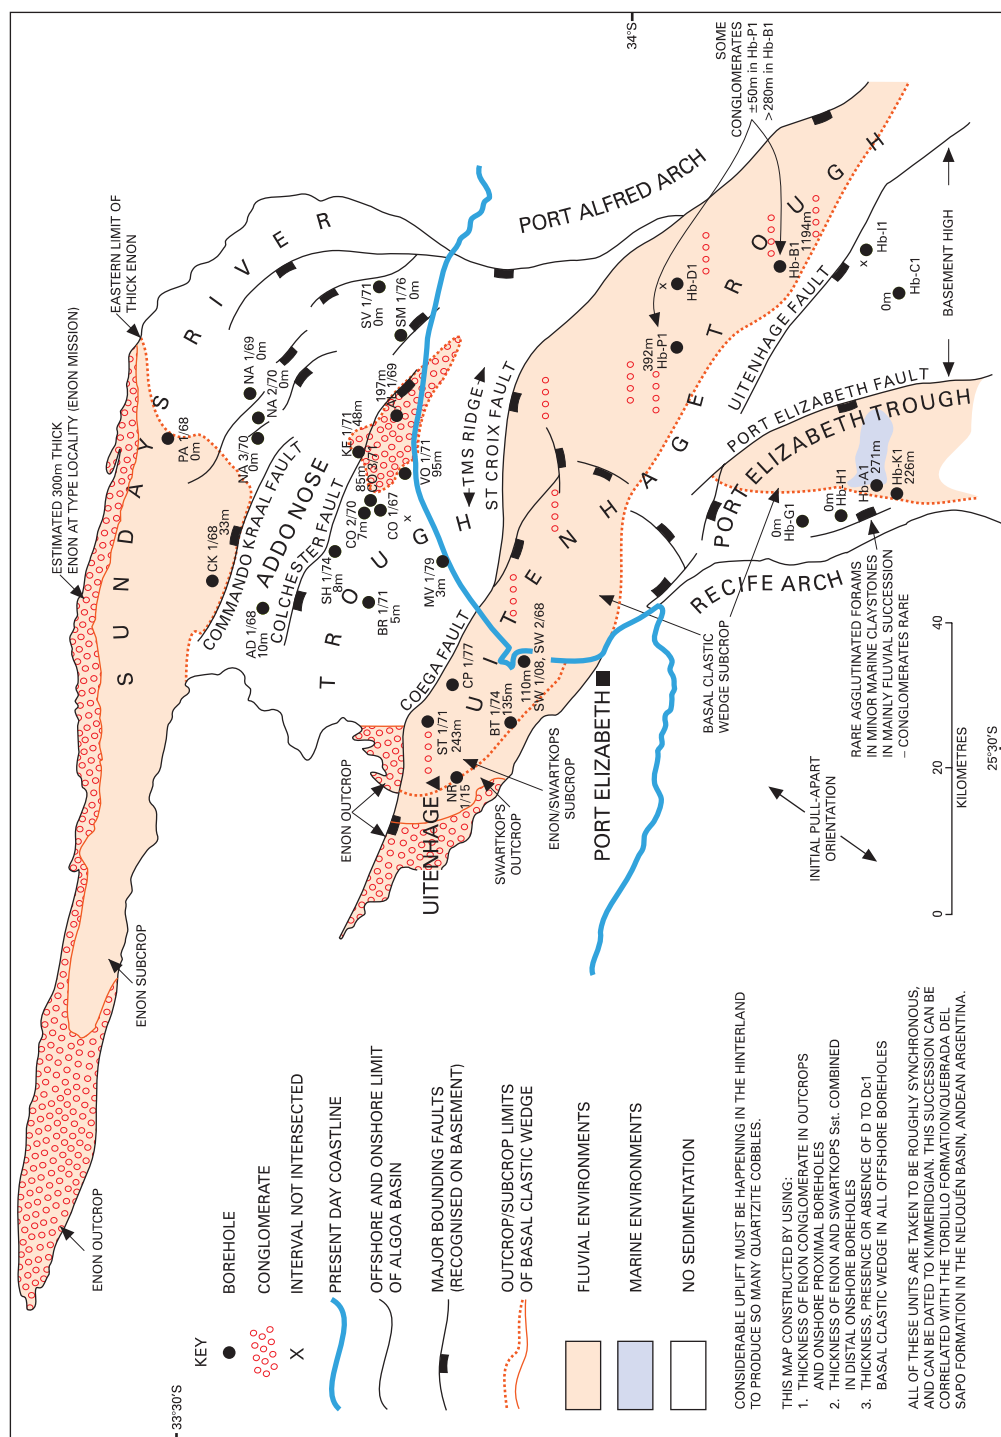 ESTIMATED 300m THICK
ENON AT TYPE LOCALITY (ENON MISSION)
EASTERN LIMIT OF
THICK ENON
ENON OUTCROP
ENON SUBCROP
SUNDAYS RIVER
TROUGH
PA 1/68
0m
CK 1/68
33m
NA 1/69
0m
NA 2/70
0m
NA 3/70
0m
COMMANDO KRAAL FAULT
AD 1/68
10m
ADDO NOSE
COLCHESTER FAULT
SH 1/74
8m
BR 1/71
5m
CO 2/70
7m
CO 1/67
CO 3/71
85m
KE 1/71
48m
197m
AL 1/69
SV 1/71
0m
SM 1/76
0m
VO 1/71
95m
x
MV 1/79
3m
TMS RIDGE
ST CROIX FAULT
PORT ALFRED ARCH
COEGA FAULT
ENON OUTCROP
UITENHAGE
NR
1/15
ST 1/71
243m
CP 1/77
BT 1/74
135m
110m
SW 1/08, SW 2/68
SWARTKOPS
OUTCROP
ENON/SWARTKOPS
SUBCROP
PORT ELIZABETH
UITENHAGE TROUGH
392m
Hb-P1
x
Hb-D1
Hb-B1
1194m
SOME
CONGLOMERATES
±50m in Hb-P1
>280m in Hb-B1
34°S
BASAL CLASTIC
WEDGE SUBCROP
RECIFE ARCH
PORT ELIZABETH TROUGH
PORT ELIZABETH FAULT
UITENHAGE FAULT
0m
Hb-G1
0m
Hb-H1
Hb-A1
271m
Hb-K1
226m
x
Hb-I1
0m
Hb-C1
BASEMENT HIGH
RARE AGGLUTINATED FORAMS
IN MINOR MARINE CLAYSTONES
IN MAINLY FLUVIAL SUCCESSION
– CONGLOMERATES RARE
INITIAL PULL-APART
ORIENTATION
0 20 40
KILOMETRES
25°30'S
33°30'S
KEY
BOREHOLE
CONGLOMERATE
X INTERVAL NOT INTERSECTED
PRESENT DAY COASTLINE
OFFSHORE AND ONSHORE LIMIT
OF ALGOA BASIN
MAJOR BOUNDING FAULTS
(RECOGNISED ON BASEMENT)
OUTCROP/SUBCROP LIMITS
OF BASAL CLASTIC WEDGE
FLUVIAL ENVIRONMENTS
MARINE ENVIRONMENTS
NO SEDIMENTATION
CONSIDERABLE UPLIFT MUST BE HAPPENING IN THE HINTERLAND
TO PRODUCE SO MANY QUARTZITE COBBLES.
THIS MAP CONSTRUCTED BY USING:
1. THICKNESS OF ENON CONGLOMERATE IN OUTCROPS
AND ONSHORE PROXIMAL BOREHOLES
2. THICKNESS OF ENON AND SWARTKOPS Sst. COMBINED
IN DISTAL ONSHORE BOREHOLES
3. THICKNESS, PRESENCE OR ABSENCE OF D TO Dc1
BASAL CLASTIC WEDGE IN ALL OFFSHORE BOREHOLES
ALL OF THESE UNITS ARE TAKEN TO BE ROUGHLY SYNCHRONOUS,
AND CAN BE DATED TO KIMMERIDGIAN. THIS SUCCESSION CAN BE
CORRELATED WITH THE TORDILLO FORMATION/QUEBRADA DEL
SAPO FORMATION IN THE NEUQUÉN BASIN, ANDEAN ARGENTINA.